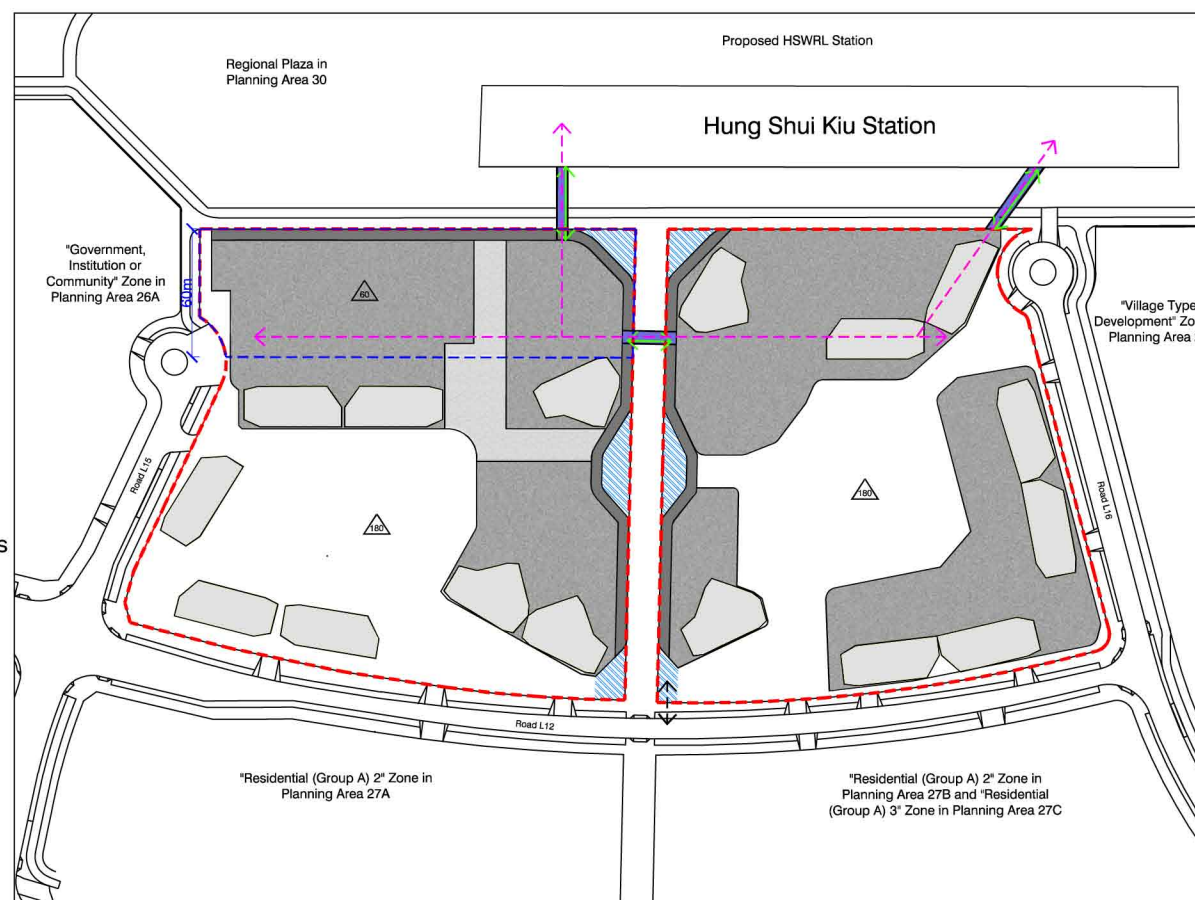 Proposed HSWRL Station
Regional Plaza in
Planning Area 30
Hung Shui Kiu Station
"Government,
Institution or
Community" Zone in
Planning Area 26A
60m
60
"Village Type
Development" Zo
Planning Area
Road L15
180
180
Road L16
s
Road L12
"Residential (Group A) 2" Zone in
Planning Area 27A
"Residential (Group A) 2" Zone in
Planning Area 27B and "Residential
(Group A) 3" Zone in Planning Area 27C